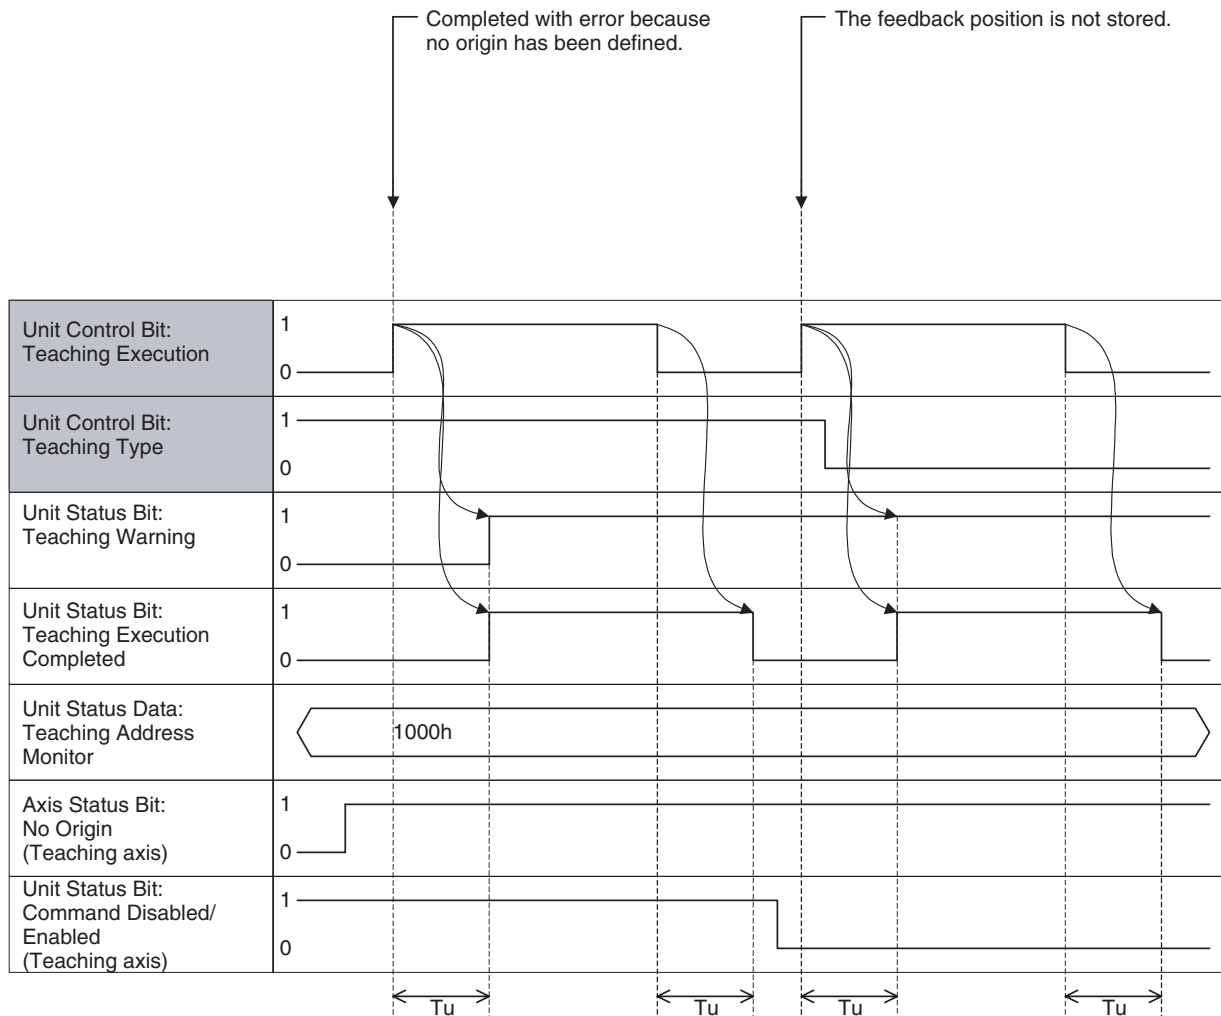 Completed with error because
no origin has been defined.
The feedback position is not stored.
Unit Control Bit:
Teaching Execution
1
0
Unit Control Bit:
Teaching Type
1
0
Unit Status Bit:
Teaching Warning
1
0
Unit Status Bit:
Teaching Execution
Completed
1
0
Unit Status Data:
Teaching Address
Monitor
1000h
Axis Status Bit:
No Origin
(Teaching axis)
1
0
Unit Status Bit:
Command Disabled/
Enabled
(Teaching axis)
1
0
Tu
Tu
Tu
Tu